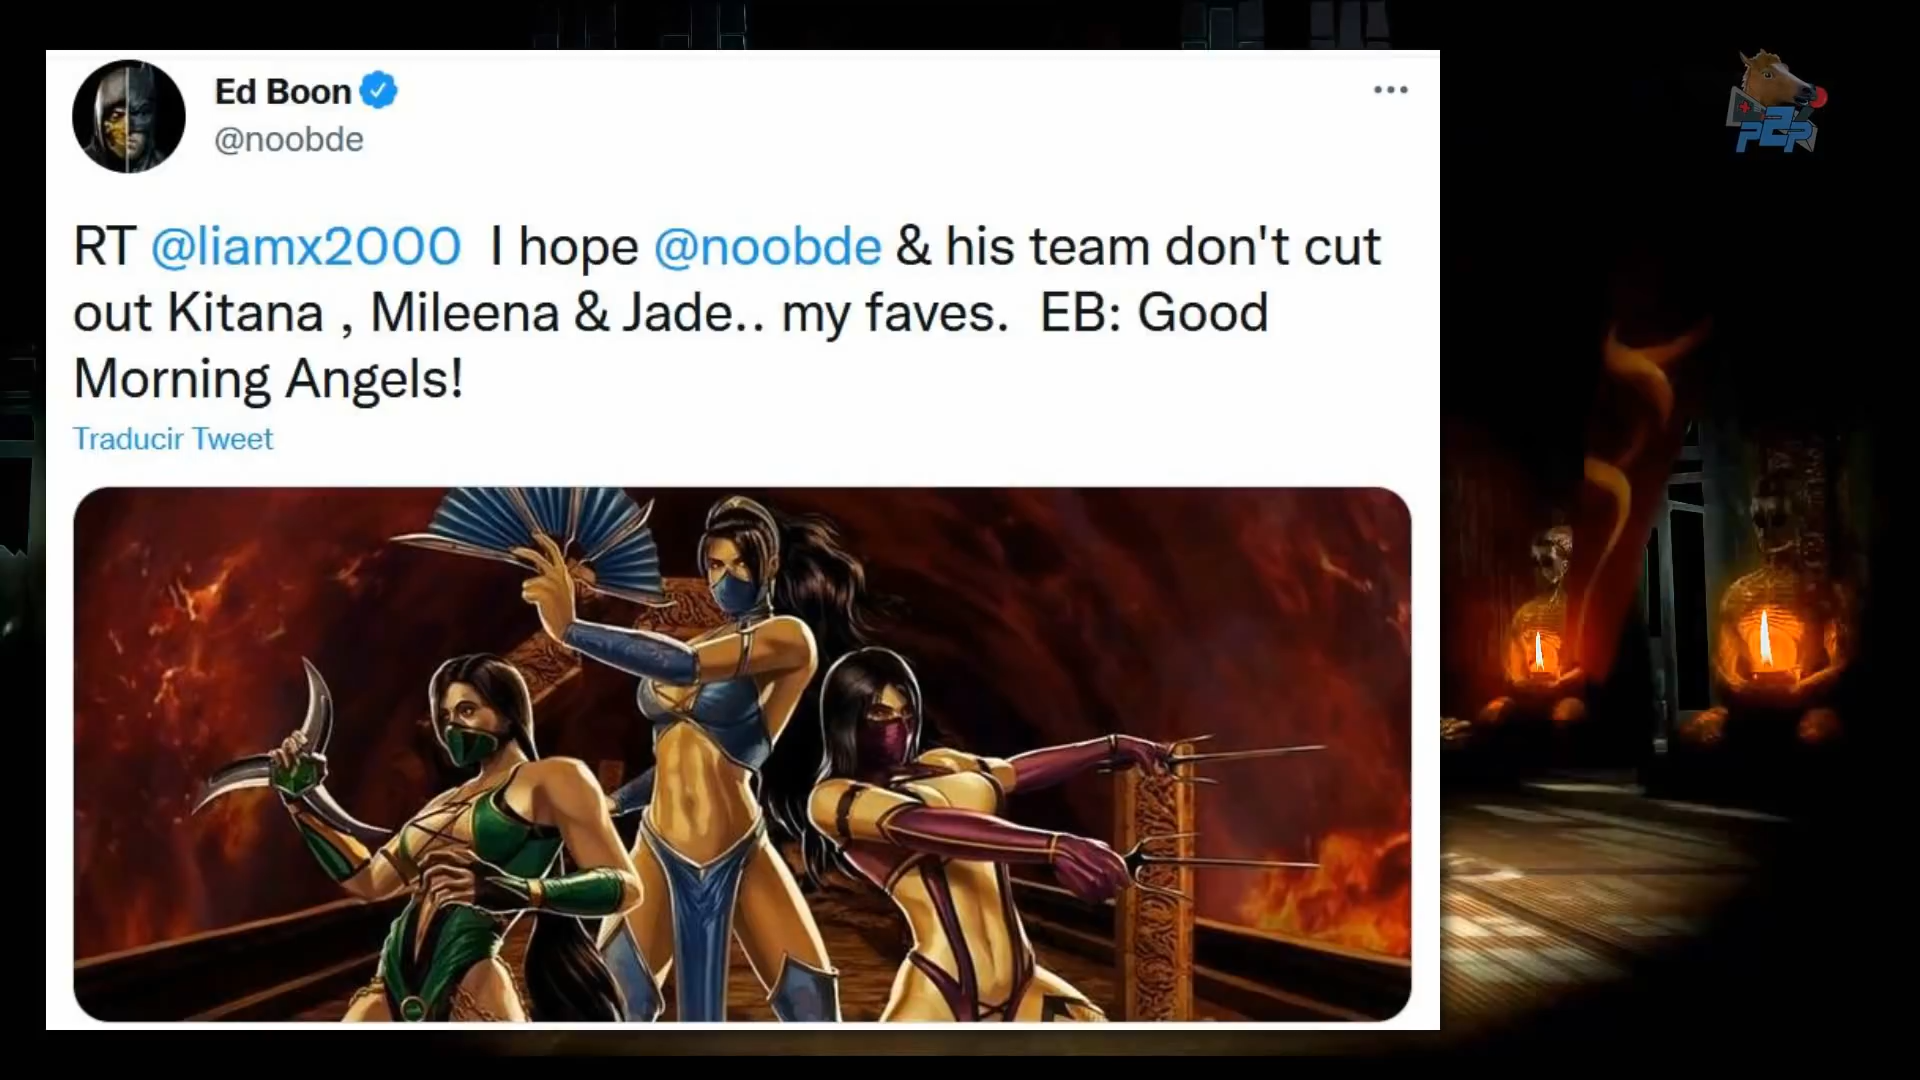 Ed Boon
@noobde
RT @liamx2000  I hope @noobde & his team don't cut
out Kitana , Mileena & Jade.. my faves.  EB: Good
Morning Angels!
Traducir Tweet
P2P